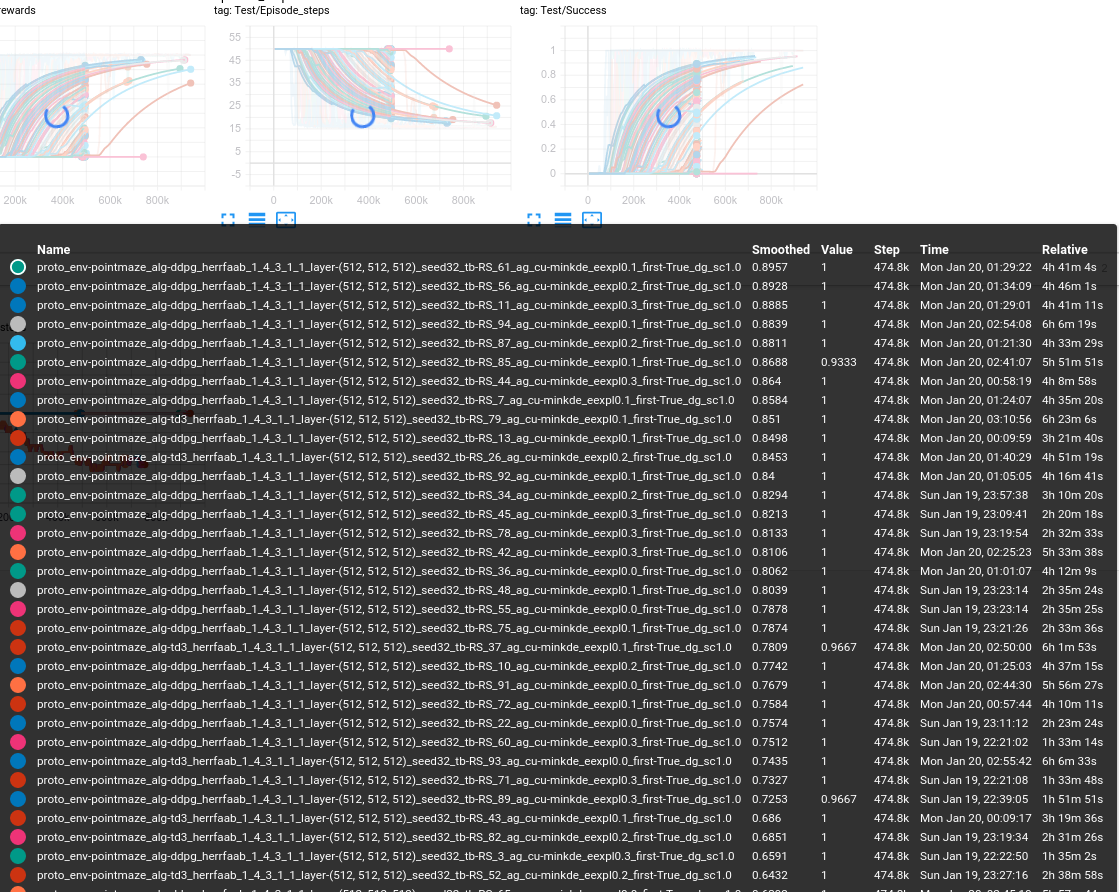 ewards
tag: Test/Episode_steps
tag: Test/Success
55
45
35
25
15
5
-5
1
0.8
0.6
0.4
0.2
0
200k 400k 600k 800k
0 200k 400k 600k 800k
0 200k 400k 600k 800k
Name Smoothed Value Step Time Relative
proto_env-pointmaze_alg-ddpg_herrfaab_1_4_3_1_1_layer-(512, 512, 512)_seed32_tb-RS_61_ag_cu-minkde_eexpl0.1_first-True_dg_sc1.0 0.8957 1 474.8k Mon Jan 20, 01:29:22 4h 41m 4s
proto_env-pointmaze_alg-ddpg_herrfaab_1_4_3_1_1_layer-(512, 512, 512)_seed32_tb-RS_56_ag_cu-minkde_eexpl0.2_first-True_dg_sc1.0 0.8928 1 474.8k Mon Jan 20, 01:34:09 4h 46m 1s
proto_env-pointmaze_alg-ddpg_herrfaab_1_4_3_1_1_layer-(512, 512, 512)_seed32_tb-RS_11_ag_cu-minkde_eexpl0.3_first-True_dg_sc1.0 0.8885 1 474.8k Mon Jan 20, 01:29:01 4h 41m 11s
proto_env-pointmaze_alg-ddpg_herrfaab_1_4_3_1_1_layer-(512, 512, 512)_seed32_tb-RS_94_ag_cu-minkde_eexpl0.1_first-True_dg_sc1.0 0.8839 1 474.8k Mon Jan 20, 02:54:08 6h 6m 19s
proto_env-pointmaze_alg-ddpg_herrfaab_1_4_3_1_1_layer-(512, 512, 512)_seed32_tb-RS_87_ag_cu-minkde_eexpl0.2_first-True_dg_sc1.0 0.8811 1 474.8k Mon Jan 20, 01:21:30 4h 33m 29s
proto_env-pointmaze_alg-ddpg_herrfaab_1_4_3_1_1_layer-(512, 512, 512)_seed32_tb-RS_85_ag_cu-minkde_eexpl0.1_first-True_dg_sc1.0 0.8688 0.9333 474.8k Mon Jan 20, 02:41:07 5h 51m 51s
proto_env-pointmaze_alg-ddpg_herrfaab_1_4_3_1_1_layer-(512, 512, 512)_seed32_tb-RS_44_ag_cu-minkde_eexpl0.3_first-True_dg_sc1.0 0.864 1 474.8k Mon Jan 20, 00:58:19 4h 8m 58s
proto_env-pointmaze_alg-ddpg_herrfaab_1_4_3_1_1_layer-(512, 512, 512)_seed32_tb-RS_7_ag_cu-minkde_eexpl0.1_first-True_dg_sc1.0 0.8584 1 474.8k Mon Jan 20, 01:24:07 4h 35m 20s
proto_env-pointmaze_alg-td3_herrfaab_1_4_3_1_1_layer-(512, 512, 512)_seed32_tb-RS_79_ag_cu-minkde_eexpl0.3_first-True_dg_sc1.0 0.851 1 474.8k Mon Jan 20, 03:10:56 6h 23m 6s
proto_env-pointmaze_alg-ddpg_herrfaab_1_4_3_1_1_layer-(512, 512, 512)_seed32_tb-RS_13_ag_cu-minkde_eexpl0.1_first-True_dg_sc1.0 0.8498 1 474.8k Mon Jan 20, 00:09:59 3h 21m 40s
proto_env-pointmaze_alg-td3_herrfaab_1_4_3_1_1_layer-(512, 512, 512)_seed32_tb-RS_26_ag_cu-minkde_eexpl0.2_first-True_dg_sc1.0 0.8453 1 474.8k Mon Jan 20, 01:40:29 4h 51m 19s
proto_env-pointmaze_alg-ddpg_herrfaab_1_4_3_1_1_layer-(512, 512, 512)_seed32_tb-RS_92_ag_cu-minkde_eexpl0.1_first-True_dg_sc1.0 0.84 1 474.8k Mon Jan 20, 01:05:05 4h 16m 41s
proto_env-pointmaze_alg-ddpg_herrfaab_1_4_3_1_1_layer-(512, 512, 512)_seed32_tb-RS_34_ag_cu-minkde_eexpl0.2_first-True_dg_sc1.0 0.8294 1 474.8k Sun Jan 19, 23:57:38 3h 10m 20s
proto_env-pointmaze_alg-ddpg_herrfaab_1_4_3_1_1_layer-(512, 512, 512)_seed32_tb-RS_45_ag_cu-minkde_eexpl0.3_first-True_dg_sc1.0 0.8213 1 474.8k Sun Jan 19, 23:09:41 2h 20m 18s
proto_env-pointmaze_alg-ddpg_herrfaab_1_4_3_1_1_layer-(512, 512, 512)_seed32_tb-RS_78_ag_cu-minkde_eexpl0.3_first-True_dg_sc1.0 0.8133 1 474.8k Sun Jan 19, 23:19:54 2h 32m 33s
proto_env-pointmaze_alg-ddpg_herrfaab_1_4_3_1_1_layer-(512, 512, 512)_seed32_tb-RS_42_ag_cu-minkde_eexpl0.3_first-True_dg_sc1.0 0.8106 1 474.8k Mon Jan 20, 02:25:23 5h 33m 38s
proto_env-pointmaze_alg-ddpg_herrfaab_1_4_3_1_1_layer-(512, 512, 512)_seed32_tb-RS_36_ag_cu-minkde_eexpl0.0_first-True_dg_sc1.0 0.8062 1 474.8k Mon Jan 20, 01:01:07 4h 12m 9s
proto_env-pointmaze_alg-ddpg_herrfaab_1_4_3_1_1_layer-(512, 512, 512)_seed32_tb-RS_48_ag_cu-minkde_eexpl0.1_first-True_dg_sc1.0 0.8039 1 474.8k Sun Jan 19, 23:23:14 2h 35m 24s
proto_env-pointmaze_alg-ddpg_herrfaab_1_4_3_1_1_layer-(512, 512, 512)_seed32_tb-RS_55_ag_cu-minkde_eexpl0.0_first-True_dg_sc1.0 0.7878 1 474.8k Sun Jan 19, 23:23:14 2h 35m 25s
proto_env-pointmaze_alg-ddpg_herrfaab_1_4_3_1_1_layer-(512, 512, 512)_seed32_tb-RS_75_ag_cu-minkde_eexpl0.1_first-True_dg_sc1.0 0.7874 1 474.8k Sun Jan 19, 23:21:26 2h 33m 36s
proto_env-pointmaze_alg-td3_herrfaab_1_4_3_1_1_layer-(512, 512, 512)_seed32_tb-RS_37_ag_cu-minkde_eexpl0.1_first-True_dg_sc1.0 0.7809 0.9667 474.8k Mon Jan 20, 02:50:00 6h 1m 53s
proto_env-pointmaze_alg-ddpg_herrfaab_1_4_3_1_1_layer-(512, 512, 512)_seed32_tb-RS_10_ag_cu-minkde_eexpl0.2_first-True_dg_sc1.0 0.7742 1 474.8k Mon Jan 20, 01:25:03 4h 37m 15s
proto_env-pointmaze_alg-ddpg_herrfaab_1_4_3_1_1_layer-(512, 512, 512)_seed32_tb-RS_91_ag_cu-minkde_eexpl0.0_first-True_dg_sc1.0 0.7679 1 474.8k Mon Jan 20, 02:44:30 5h 56m 27s
proto_env-pointmaze_alg-ddpg_herrfaab_1_4_3_1_1_layer-(512, 512, 512)_seed32_tb-RS_72_ag_cu-minkde_eexpl0.1_first-True_dg_sc1.0 0.7584 1 474.8k Mon Jan 20, 00:57:44 4h 10m 11s
proto_env-pointmaze_alg-ddpg_herrfaab_1_4_3_1_1_layer-(512, 512, 512)_seed32_tb-RS_22_ag_cu-minkde_eexpl0.0_first-True_dg_sc1.0 0.7574 1 474.8k Sun Jan 19, 23:11:12 2h 23m 24s
proto_env-pointmaze_alg-ddpg_herrfaab_1_4_3_1_1_layer-(512, 512, 512)_seed32_tb-RS_60_ag_cu-minkde_eexpl0.3_first-True_dg_sc1.0 0.7512 1 474.8k Sun Jan 19, 22:21:02 1h 33m 14s
proto_env-pointmaze_alg-td3_herrfaab_1_4_3_1_1_layer-(512, 512, 512)_seed32_tb-RS_93_ag_cu-minkde_eexpl0.0_first-True_dg_sc1.0 0.7435 1 474.8k Mon Jan 20, 02:55:42 6h 6m 33s
proto_env-pointmaze_alg-ddpg_herrfaab_1_4_3_1_1_layer-(512, 512, 512)_seed32_tb-RS_71_ag_cu-minkde_eexpl0.3_first-True_dg_sc1.0 0.7327 1 474.8k Sun Jan 19, 22:21:08 1h 33m 48s
proto_env-pointmaze_alg-ddpg_herrfaab_1_4_3_1_1_layer-(512, 512, 512)_seed32_tb-RS_89_ag_cu-minkde_eexpl0.3_first-True_dg_sc1.0 0.7253 0.9667 474.8k Sun Jan 19, 22:39:05 1h 51m 51s
proto_env-pointmaze_alg-td3_herrfaab_1_4_3_1_1_layer-(512, 512, 512)_seed32_tb-RS_43_ag_cu-minkde_eexpl0.1_first-True_dg_sc1.0 0.686 1 474.8k Mon Jan 20, 00:09:17 3h 19m 36s
proto_env-pointmaze_alg-td3_herrfaab_1_4_3_1_1_layer-(512, 512, 512)_seed32_tb-RS_82_ag_cu-minkde_eexpl0.2_first-True_dg_sc1.0 0.6851 1 474.8k Sun Jan 19, 23:19:34 2h 31m 26s
proto_env-pointmaze_alg-ddpg_herrfaab_1_4_3_1_1_layer-(512, 512, 512)_seed32_tb-RS_3_ag_cu-minkde_eexpl0.3_first-True_dg_sc1.0 0.6591 1 474.8k Sun Jan 19, 22:22:50 1h 35m 2s
proto_env-pointmaze_alg-td3_herrfaab_1_4_3_1_1_layer-(512, 512, 512)_seed32_tb-RS_52_ag_cu-minkde_eexpl0.2_first-True_dg_sc1.0 0.6432 1 474.8k Sun Jan 19, 23:27:16 2h 38m 58s